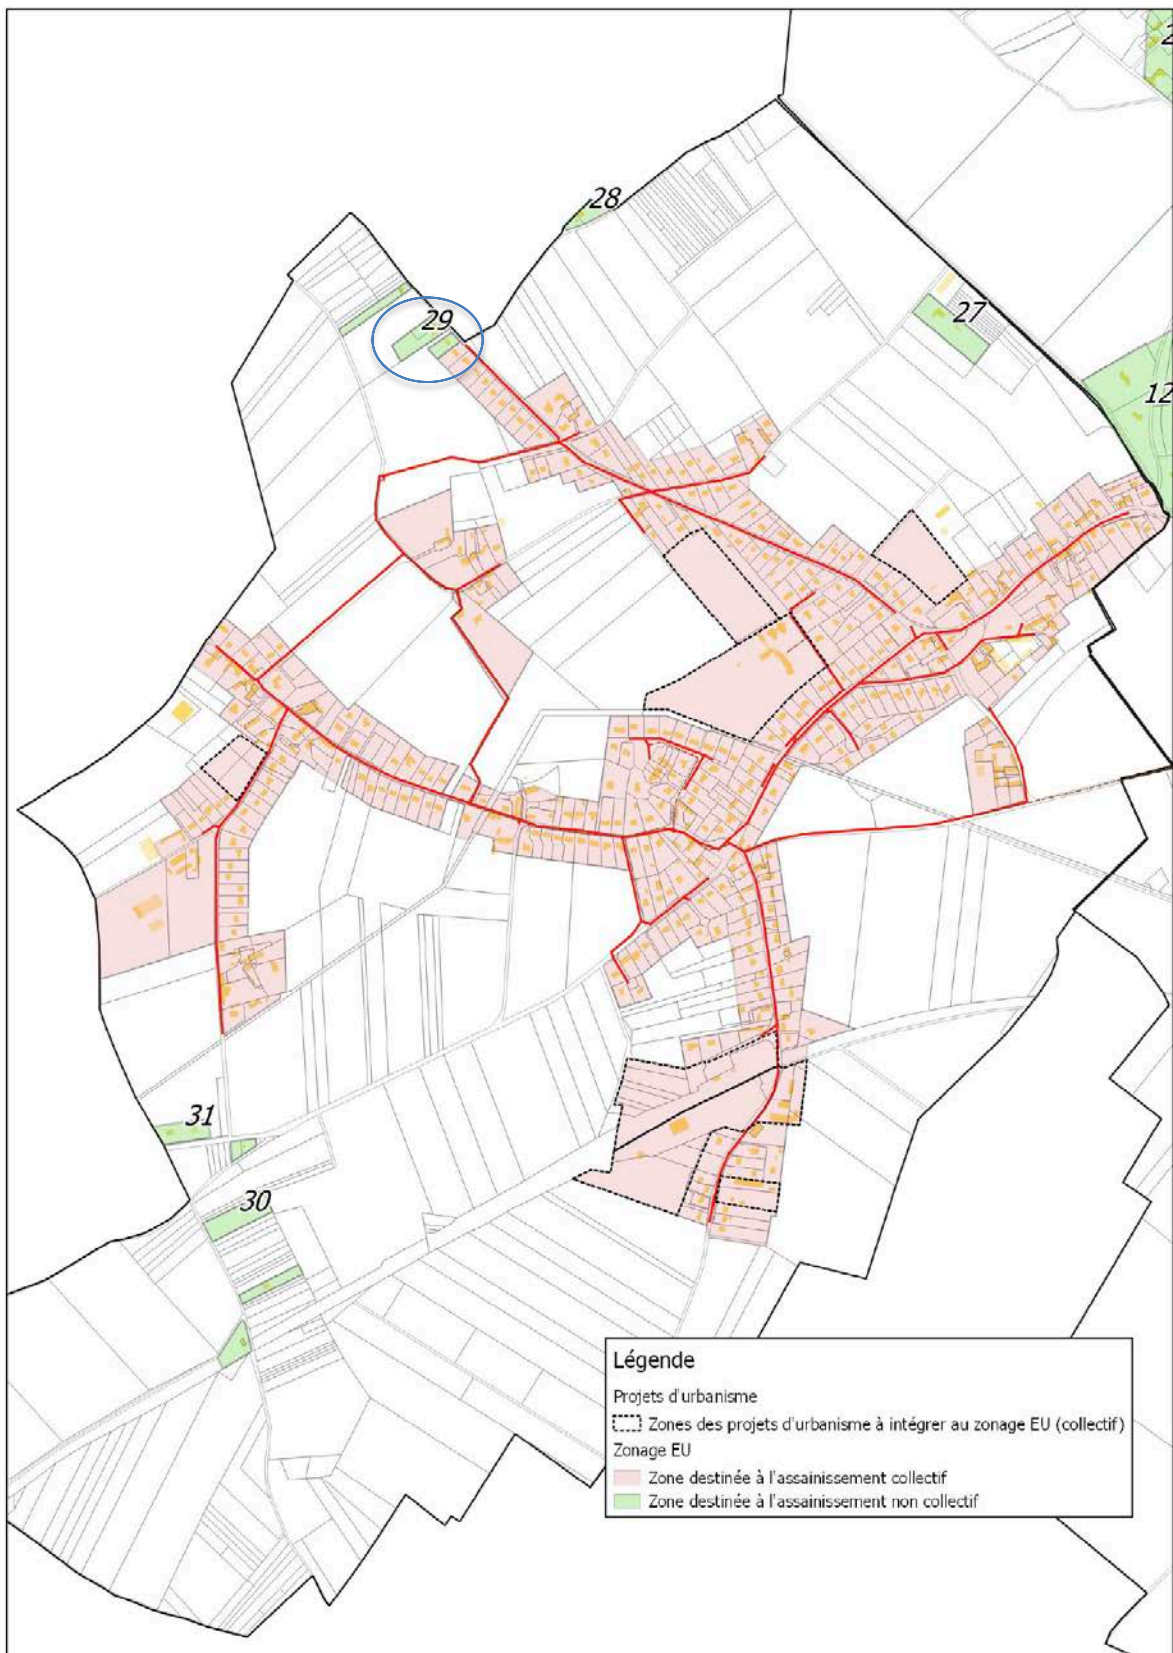 2
28
29
27
12
31
30
Légende
Projets d'urbanisme
Zones des projets d'urbanisme à intégrer au zonage EU (collectif)
Zonage EU
Zone destinée à l'assainissement collectif
Zone destinée à l'assainissement non collectif